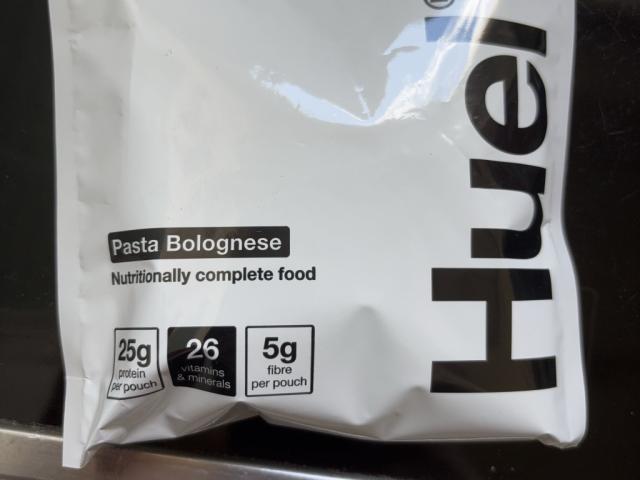 Huel®
Pasta Bolognese
Nutritionally complete food
25g
protein
per pouch
26
vitamins
& minerals
5g
fibre
per pouch